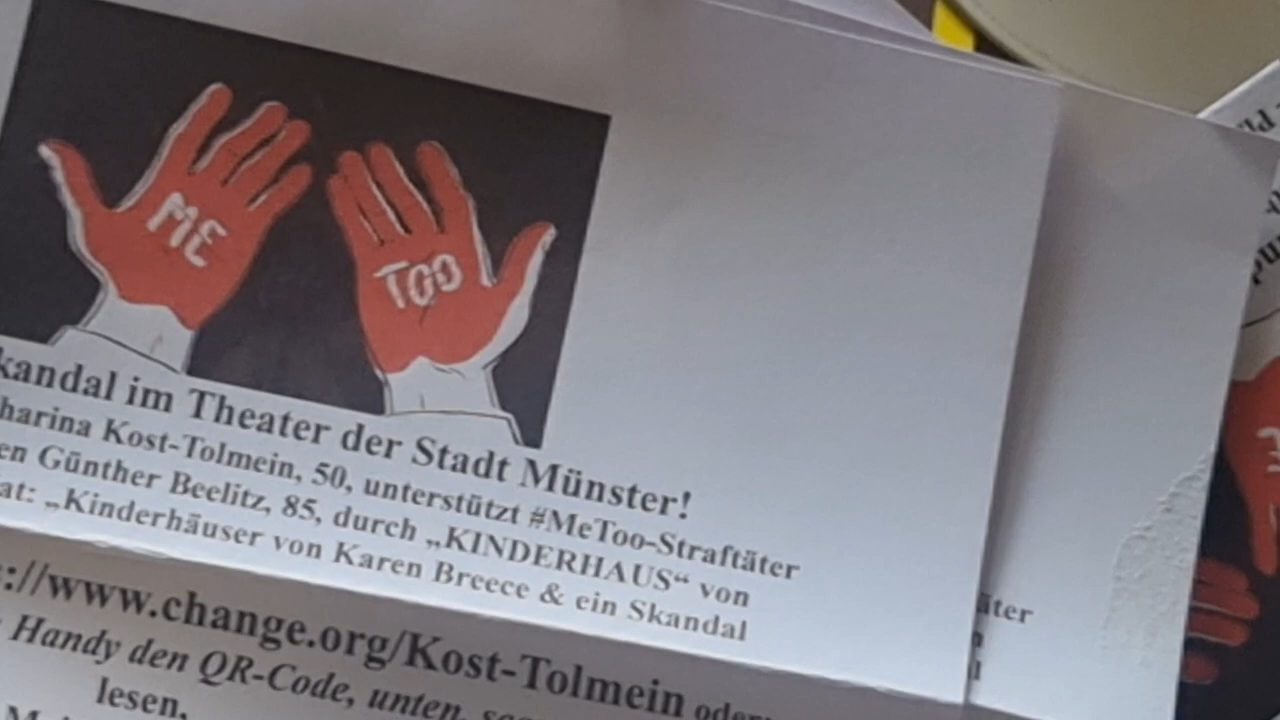 ME
TOO
kandal im Theater der Stadt Münster!
harina Kost-Tolmein, 50, unterstützt #MeToo-Straftäter
en Günther Beelitz, 85, durch „KINDERHAUS“ von
at: „Kinderhäuser von Karen Breece & ein Skandal
://www.change.org/Kost-Tolmein oder
Handy den QR-Code, unten,
lesen,
äter